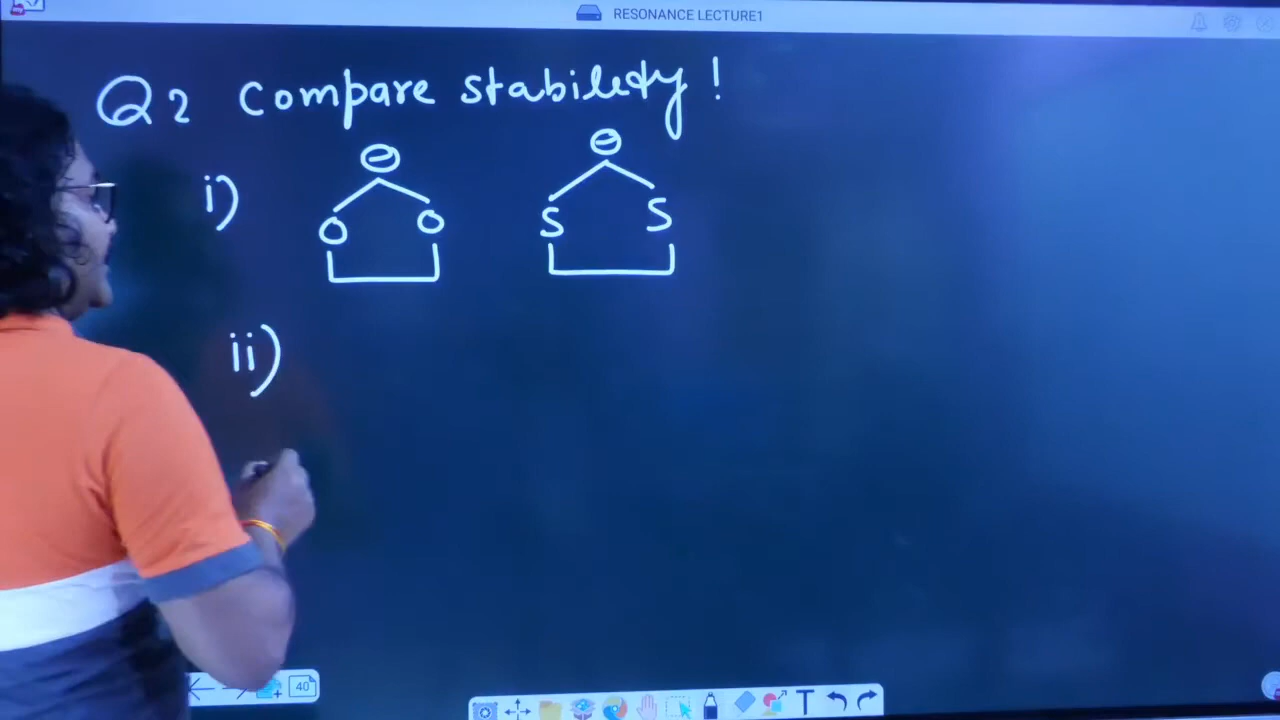 RESONANCE LECTURE1
Q2 Compare stability!
i)
⊖ ⊖
O O S S
ii)
40
T